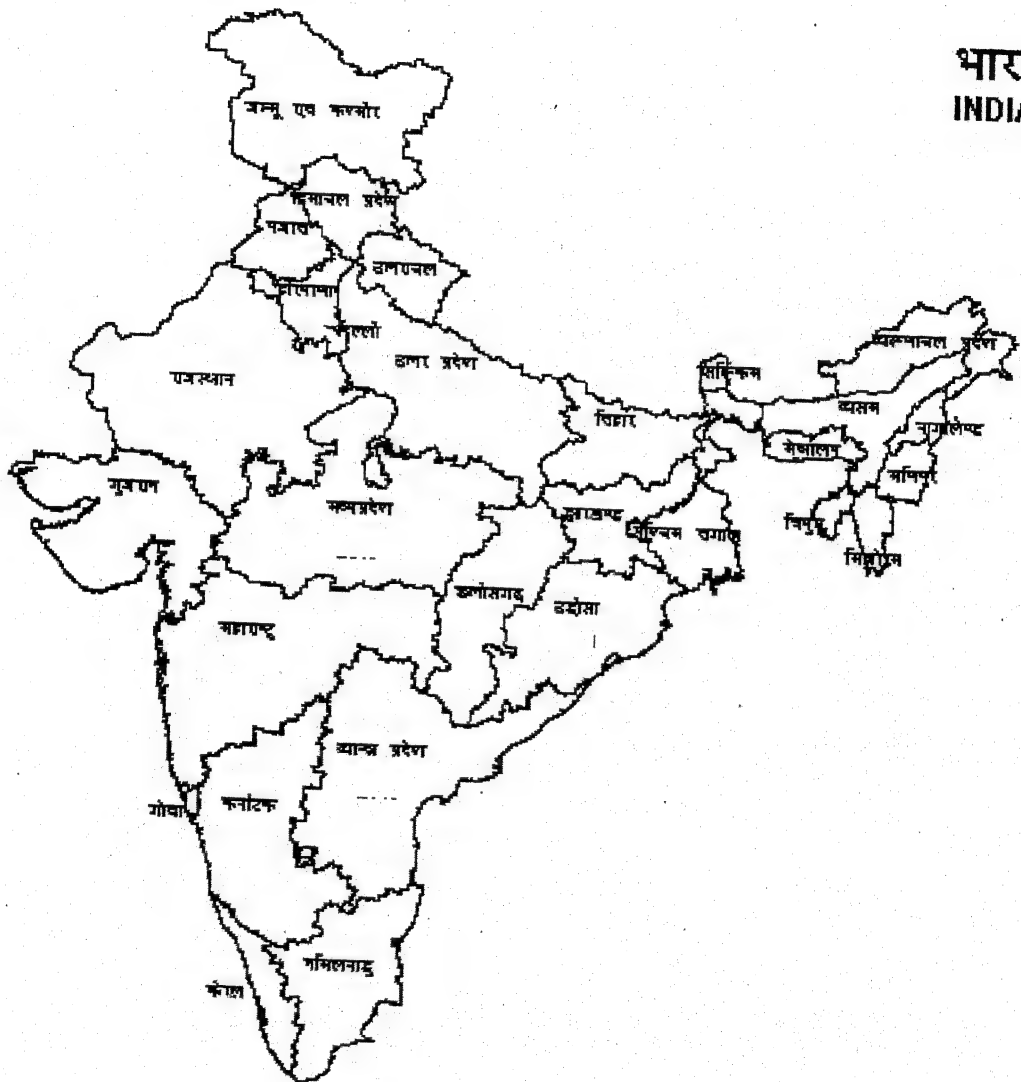 भार
INDIA
जम्मू एवं कश्मीर
हिमाचल प्रदेश
पंजाब
उत्तरांचल
हरियाणा
दिल्ली
उत्तर प्रदेश
राजस्थान
अरूणाचल प्रदेश
सिक्किम
असम
बिहार
नागालैण्ड
मेघालय
मणिपुर
गुजरात
मध्यप्रदेश
झारखण्ड
त्रिपुरा
पश्चिम बंगाल
मिजोरम
छत्तीसगढ़
उड़ीसा
महाराष्ट्र
आन्ध्र प्रदेश
गोवा
कर्नाटक
तमिलनाडु
केरल